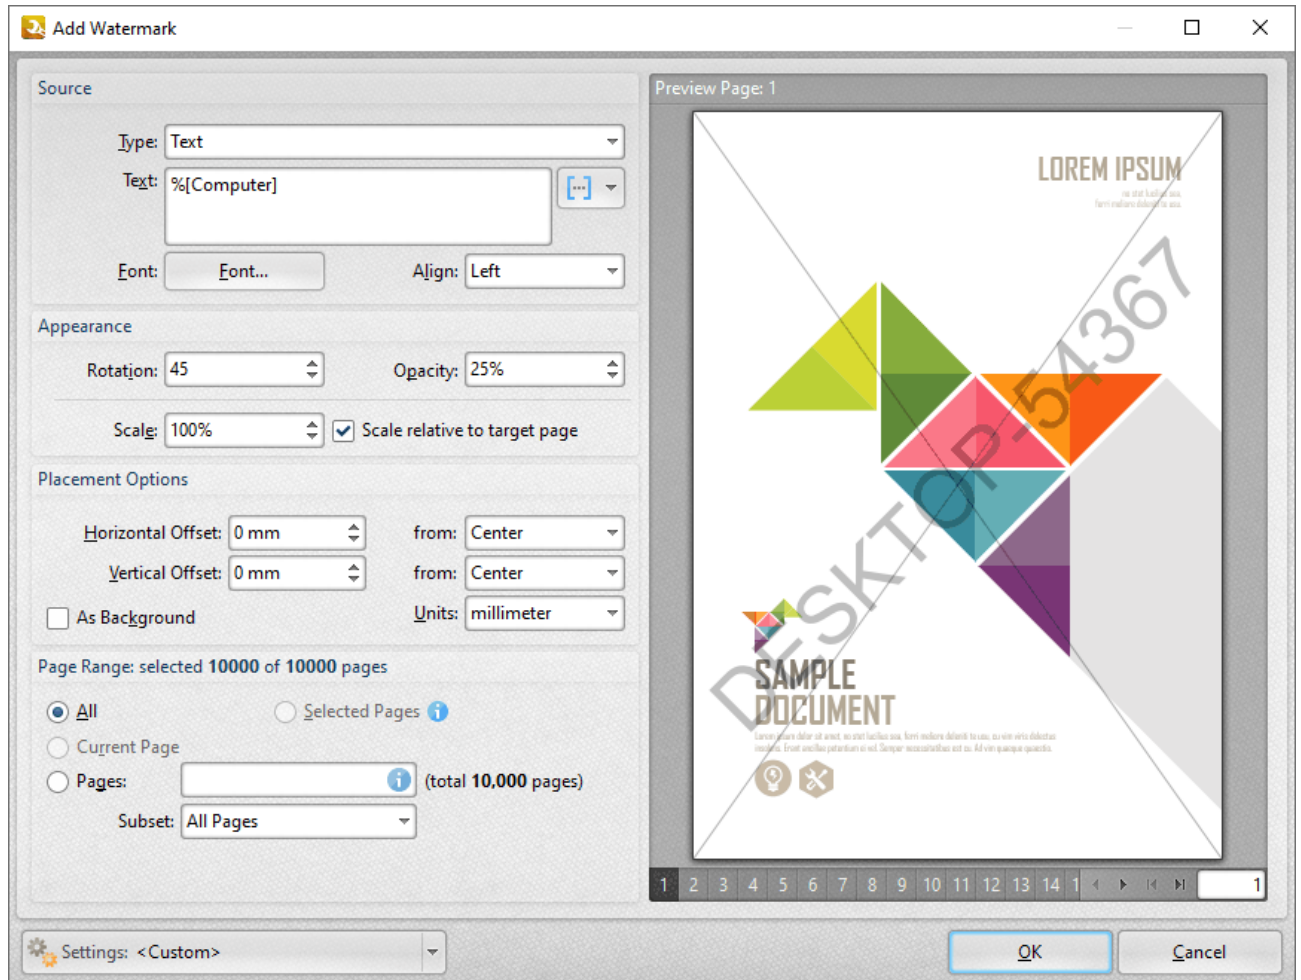 Add Watermark
Source
Type: Text
Text: %[Computer]
Font: Font... Align: Left
Appearance
Rotation: 45 Opacity: 25%
Scale: 100% Scale relative to target page
Placement Options
Horizontal Offset: 0 mm from: Center
Vertical Offset: 0 mm from: Center
As Background Units: millimeter
Page Range: selected 10000 of 10000 pages
All Selected Pages
Current Page
Pages: (total 10,000 pages)
Subset: All Pages
Preview Page: 1
LOREM IPSUM
DESKTOP-54367
SAMPLE
DOCUMENT
1 2 3 4 5 6 7 8 9 10 11 12 13 14 1 1
Settings: <Custom>
OK Cancel